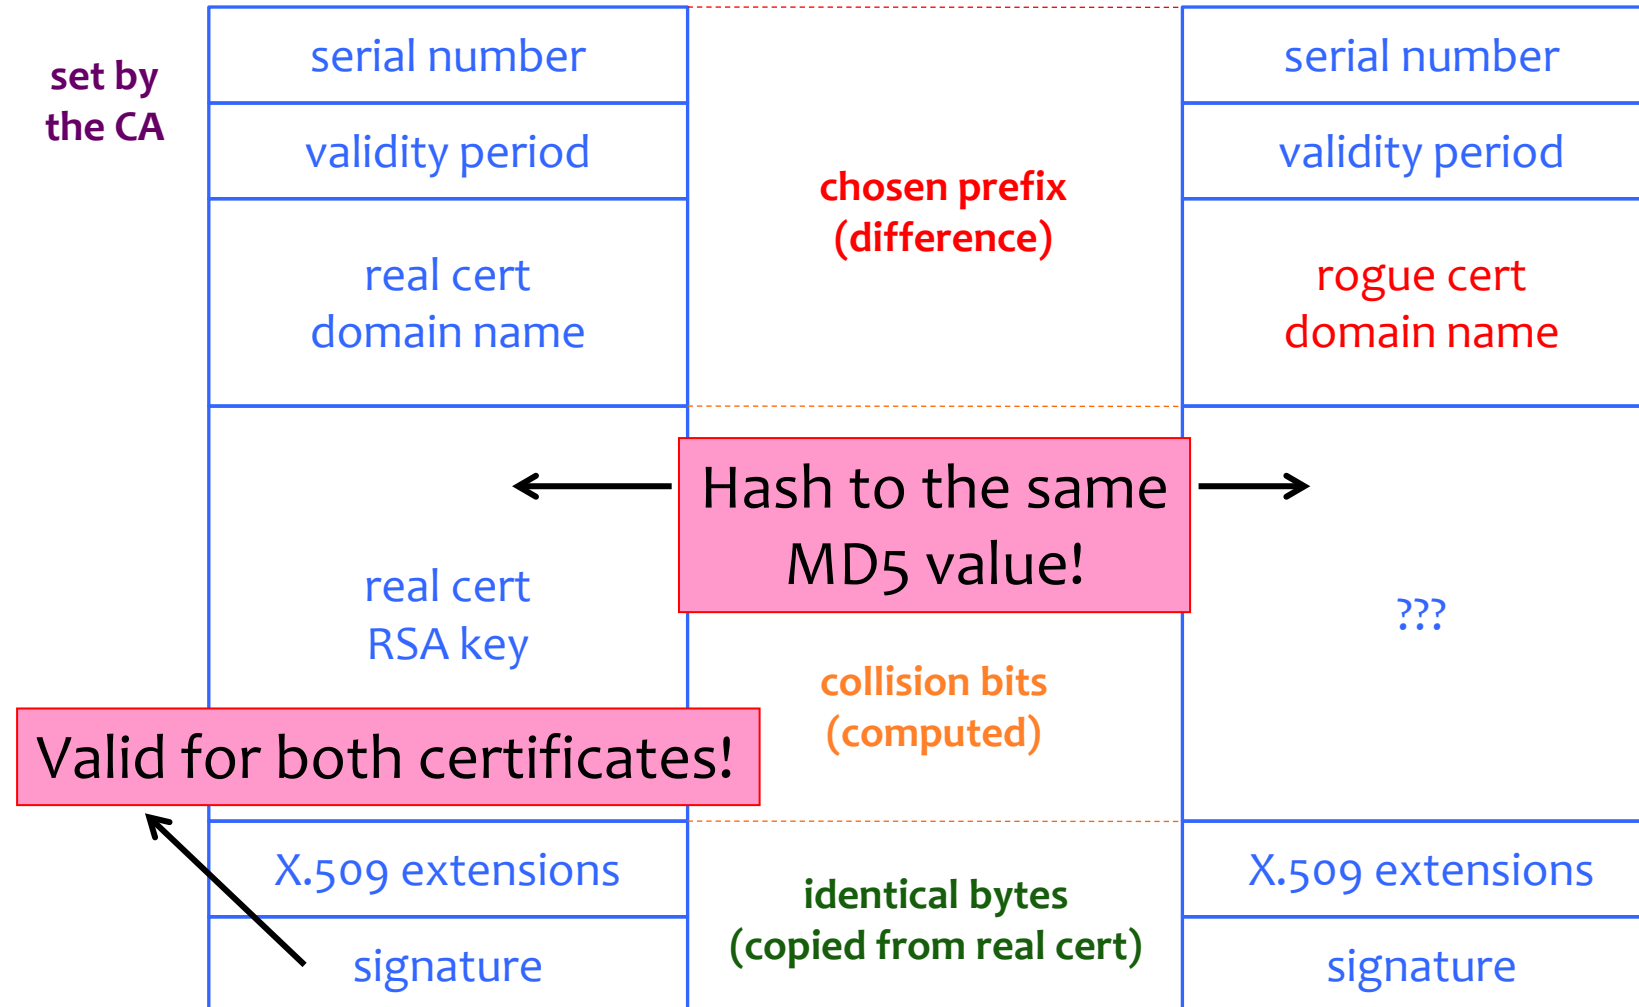 set by
the CA
serial number
validity period
real cert
domain name
real cert
RSA key
Valid for both certificates!
X.509 extensions
signature
chosen prefix
(difference)
Hash to the same
MD5 value!
collision bits
(computed)
identical bytes
(copied from real cert)
serial number
validity period
rogue cert
domain name
???
X.509 extensions
signature